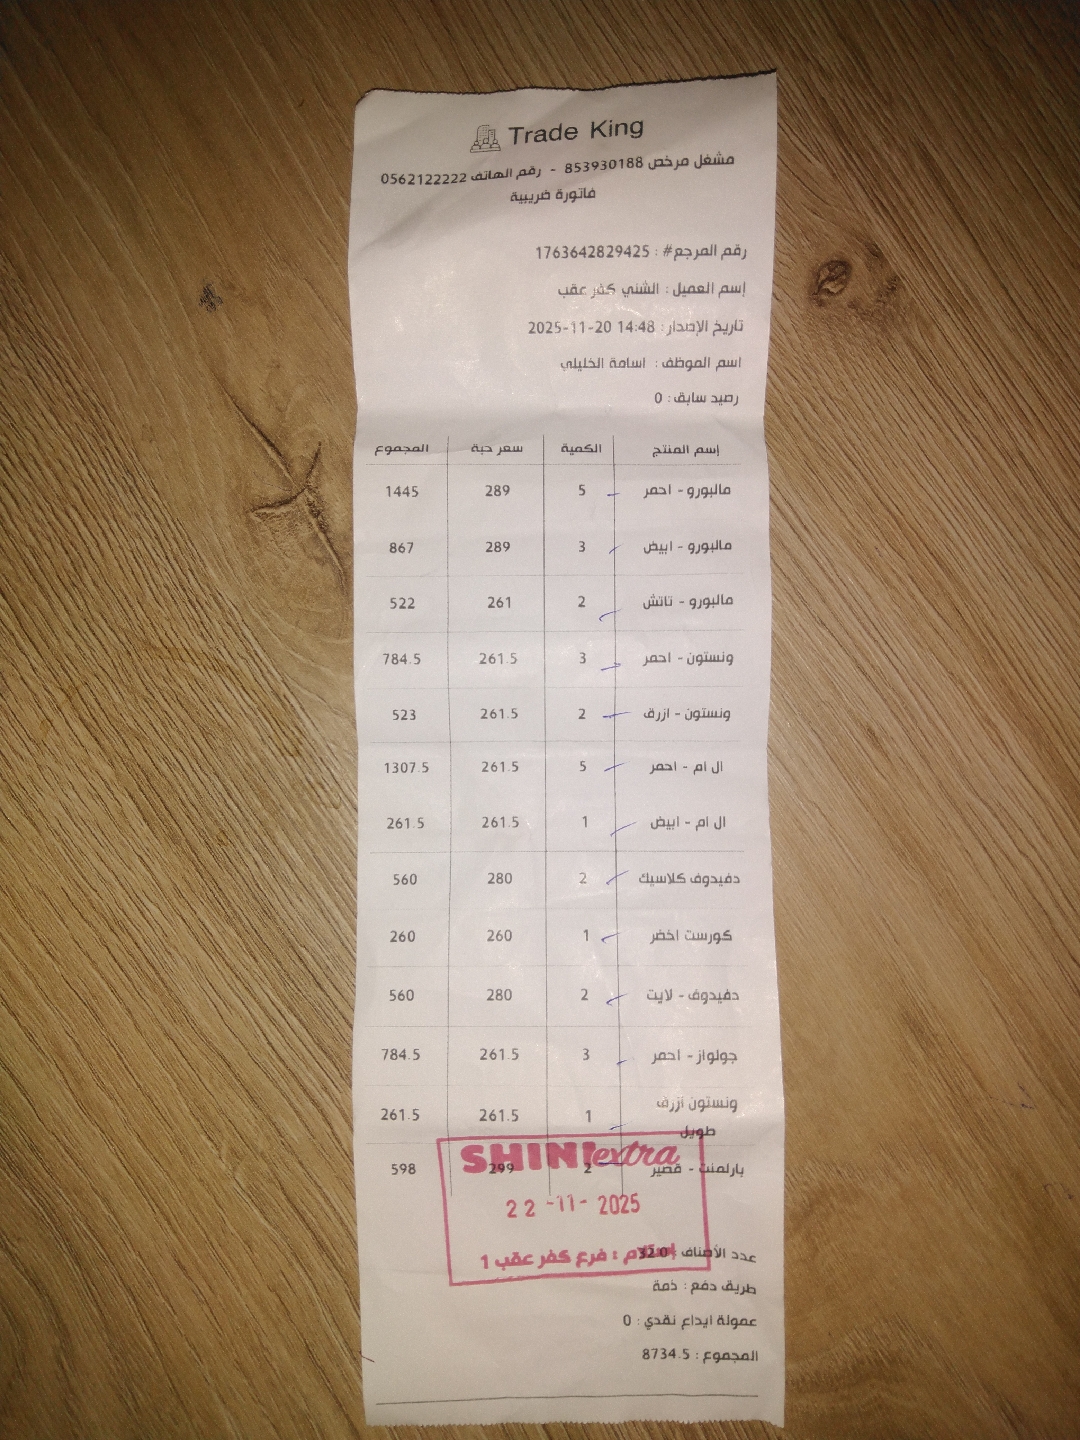 Trade King
مشغل مرخص 853930188 - رقم الهاتف 0562122222
فاتورة ضريبية
رقم المرجع# : 1763642829425
إسم العميل : الشني كفر عقب
تاريخ الإصدار: 14:48 2025-11-20
اسم الموظف : اسامة الخليلي
رصيد سابق: 0
إسم المنتج الكمية سعر حبة المجموع
مالبورو - احمر 5 289 1445
مالبورو - ابيض 3 289 867
مالبورو - تاتش 2 261 522
ونستون - احمر 3 261.5 784.5
ونستون - ازرق 2 261.5 523
ال ام - احمر 5 261.5 1307.5
ال ام - ابيض 1 261.5 261.5
دفيدوف كلاسيك 2 280 560
كورست اخضر 1 260 260
دفيدوف - لايت 2 280 560
جولواز - احمر 3 261.5 784.5
ونستون ازرق طويل 1 261.5 261.5
بارلمنت - قصير 2 299 598
SHINI extra
22-11-2025
إستلام : فرع كفر عقب 1
عدد الأصناف : 32.0
طريق دفع : ذمة
عمولة ايداع نقدي : 0
المجموع : 8734.5